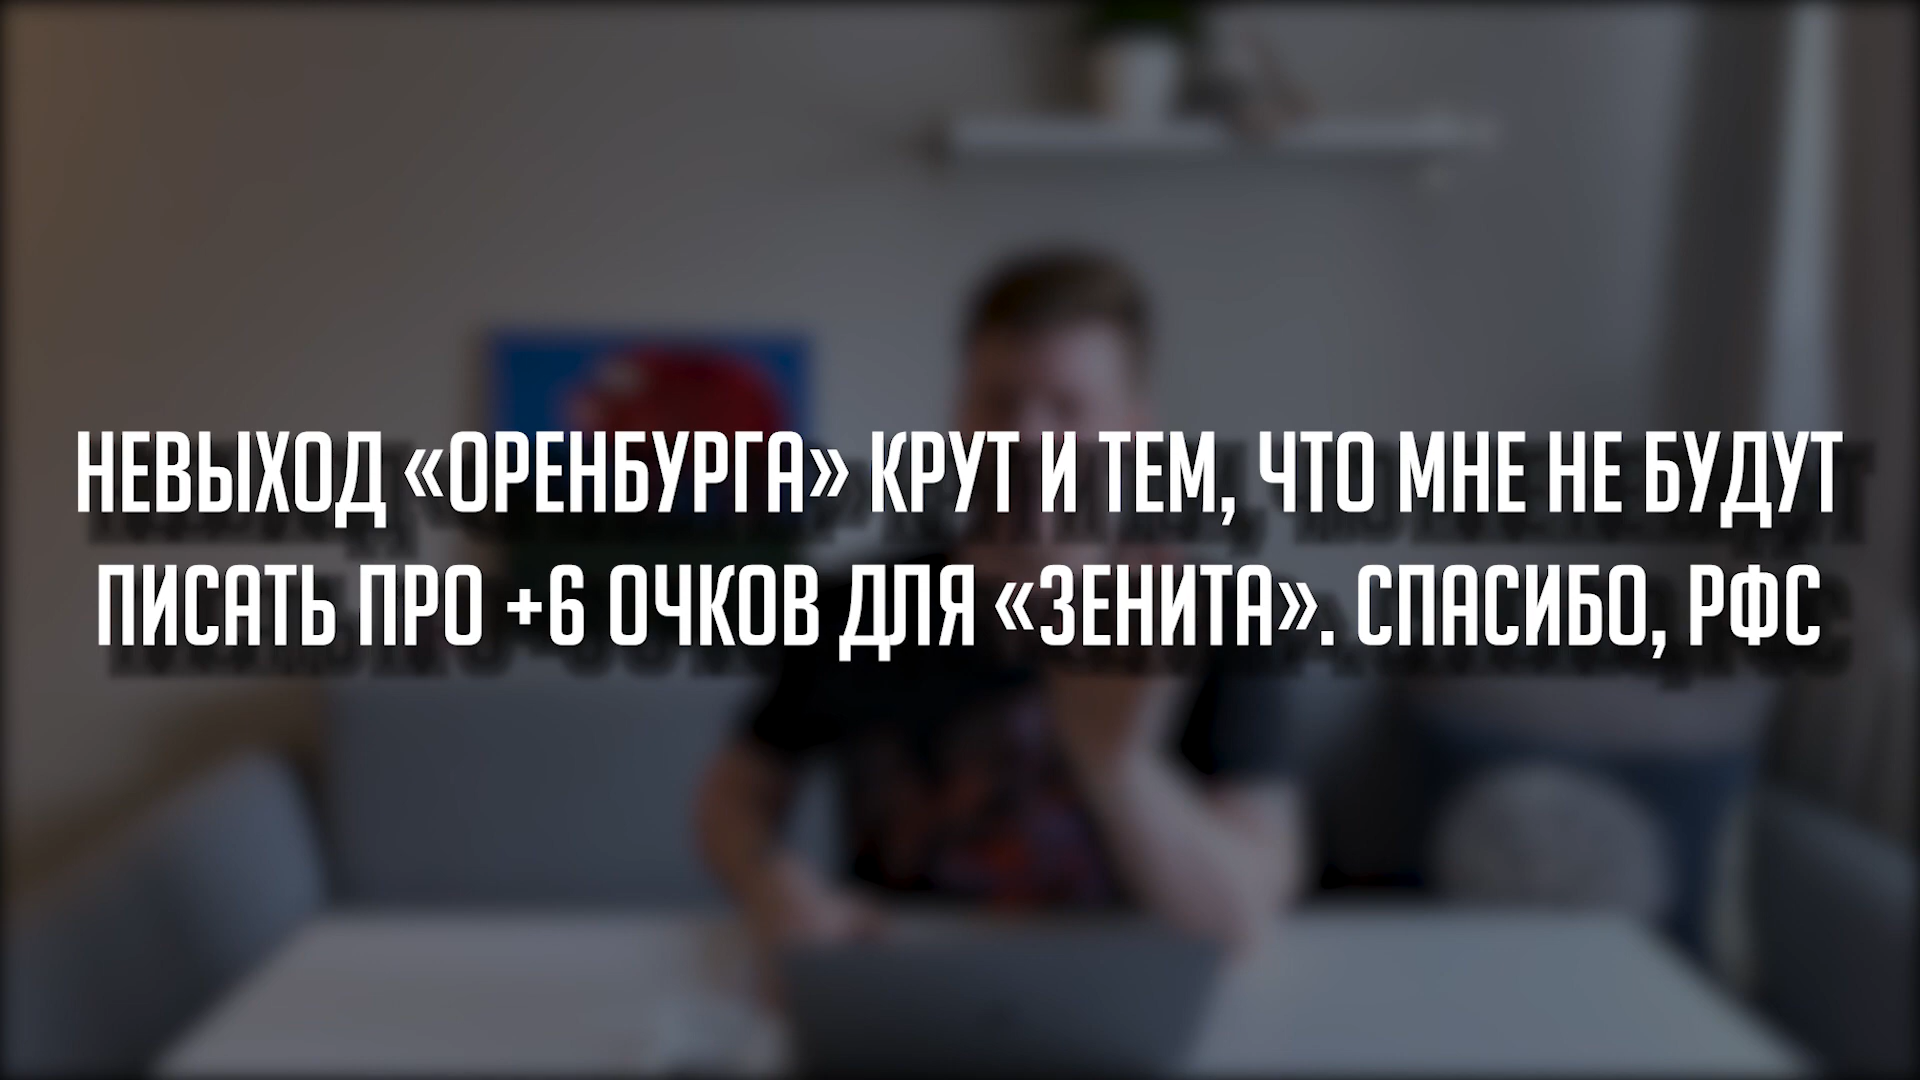 НЕВЫХОД «ОРЕНБУРГА» КРУТ И ТЕМ, ЧТО МНЕ НЕ БУДУТ
ПИСАТЬ ПРО +6 ОЧКОВ ДЛЯ «ЗЕНИТА». СПАСИБО, РФС